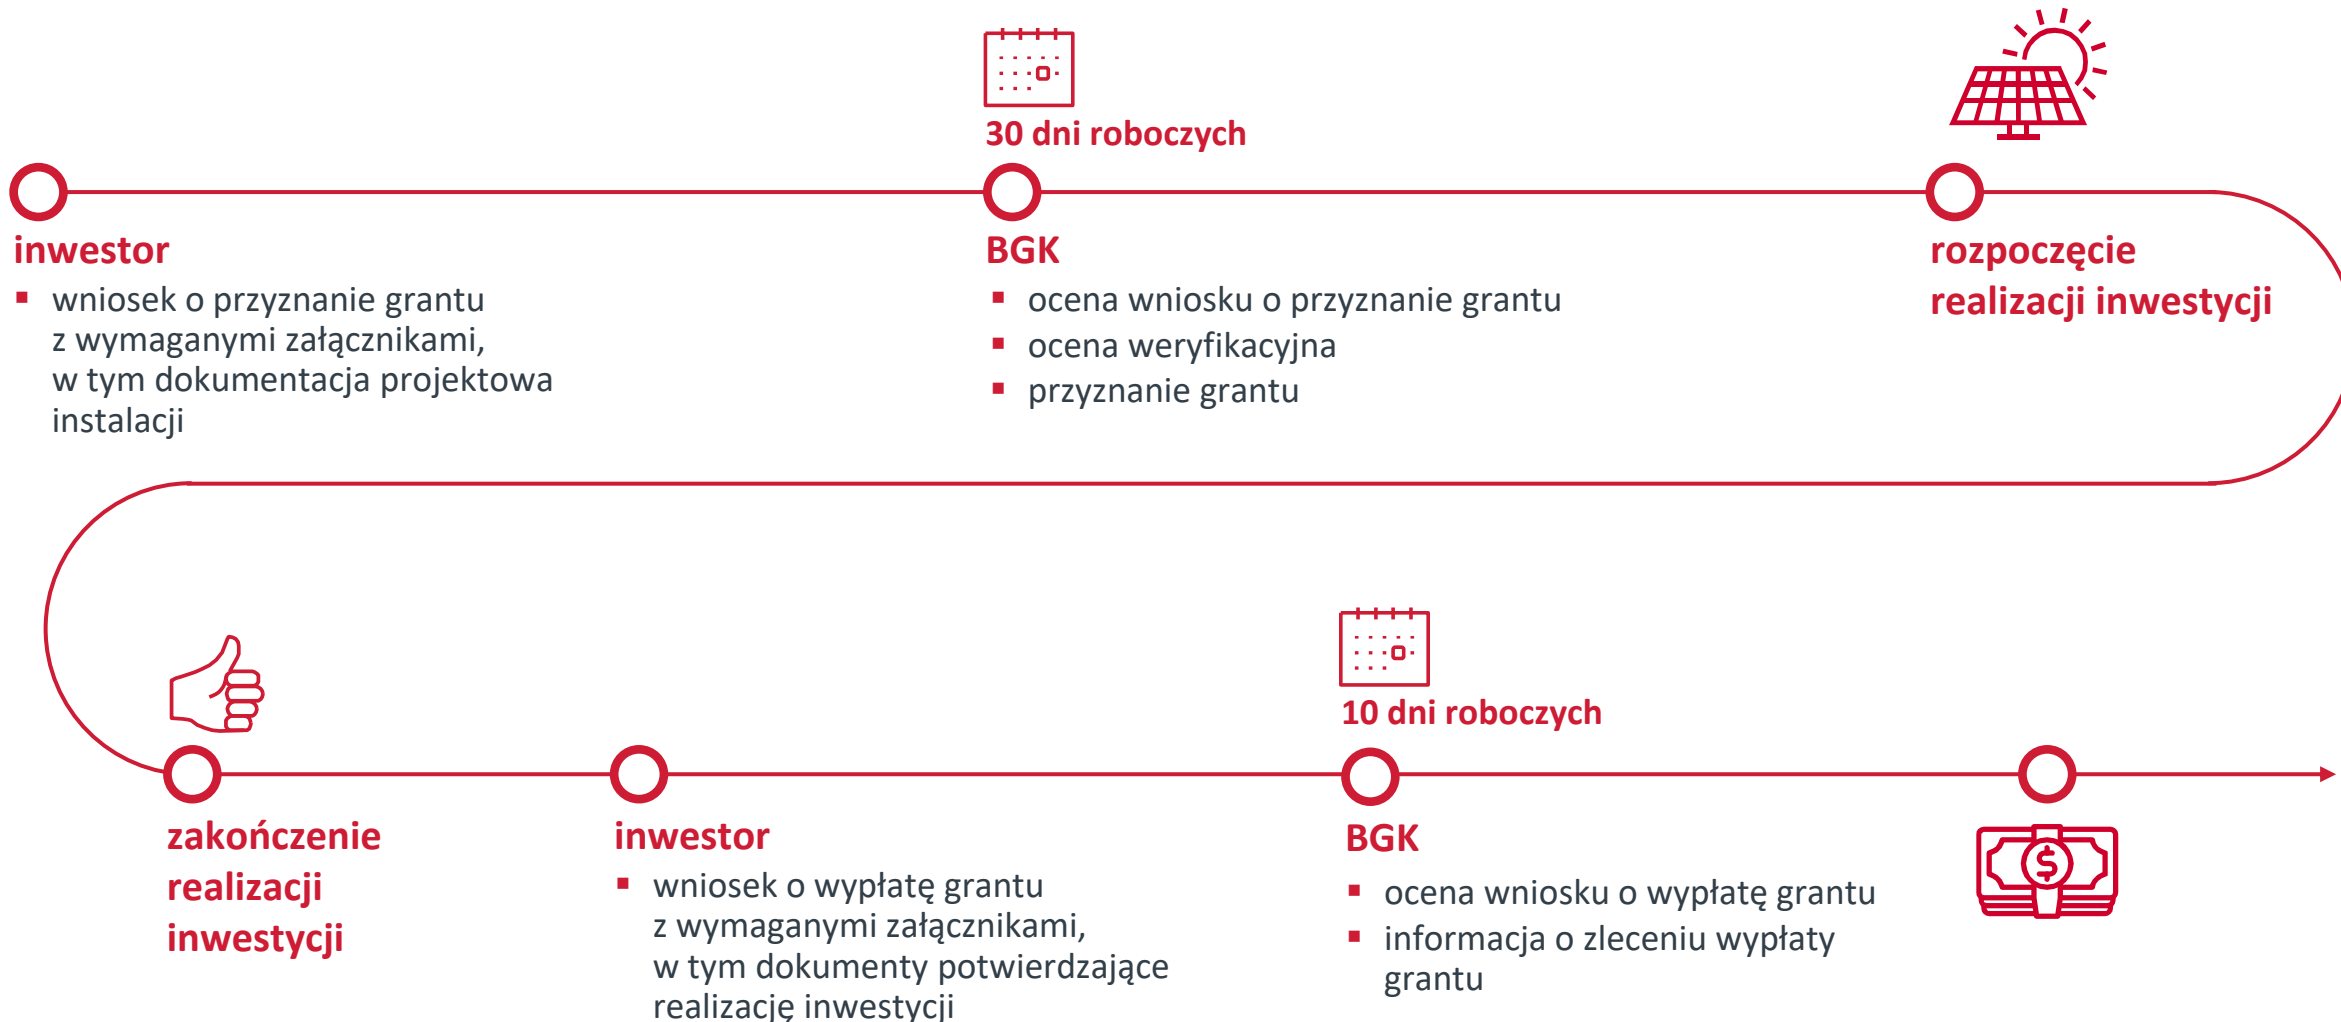 30 dni roboczych
inwestor
▪ wniosek o przyznanie grantu
z wymaganymi załącznikami,
w tym dokumentacja projektowa
instalacji
BGK
▪ ocena wniosku o przyznanie grantu
▪ ocena weryfikacyjna
▪ przyznanie grantu
rozpoczęcie
realizacji inwestycji
zakończenie
realizacji
inwestycji
inwestor
▪ wniosek o wypłatę grantu
z wymaganymi załącznikami,
w tym dokumenty potwierdzające
realizację inwestycji
10 dni roboczych
BGK
▪ ocena wniosku o wypłatę grantu
▪ informacja o zleceniu wypłaty
grantu
$